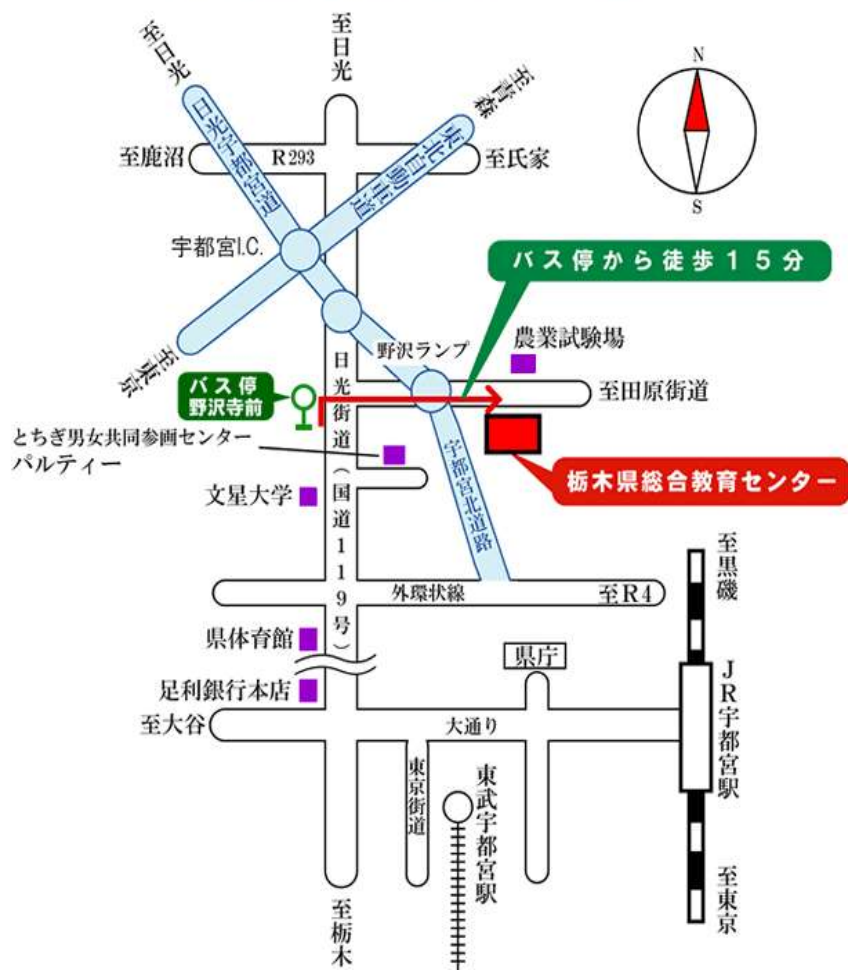 至日光
至日光
至青森
N
S
日光宇都宮道
東北自動車道
至鹿沼
R293
至氏家
宇都宮I.C.
バス停から徒歩15分
至東京
野沢ランプ
農業試験場
バス停
野沢寺前
至田原街道
日光街道(国道119号)
とちぎ男女共同参画センター
パルティー
文星大学
宇都宮北道路
栃木県総合教育センター
外環状線
至R4
至黒磯
県体育館
県庁
足利銀行本店
JR宇都宮駅
至大谷
大通り
東京街道
東武宇都宮駅
至栃木
至東京